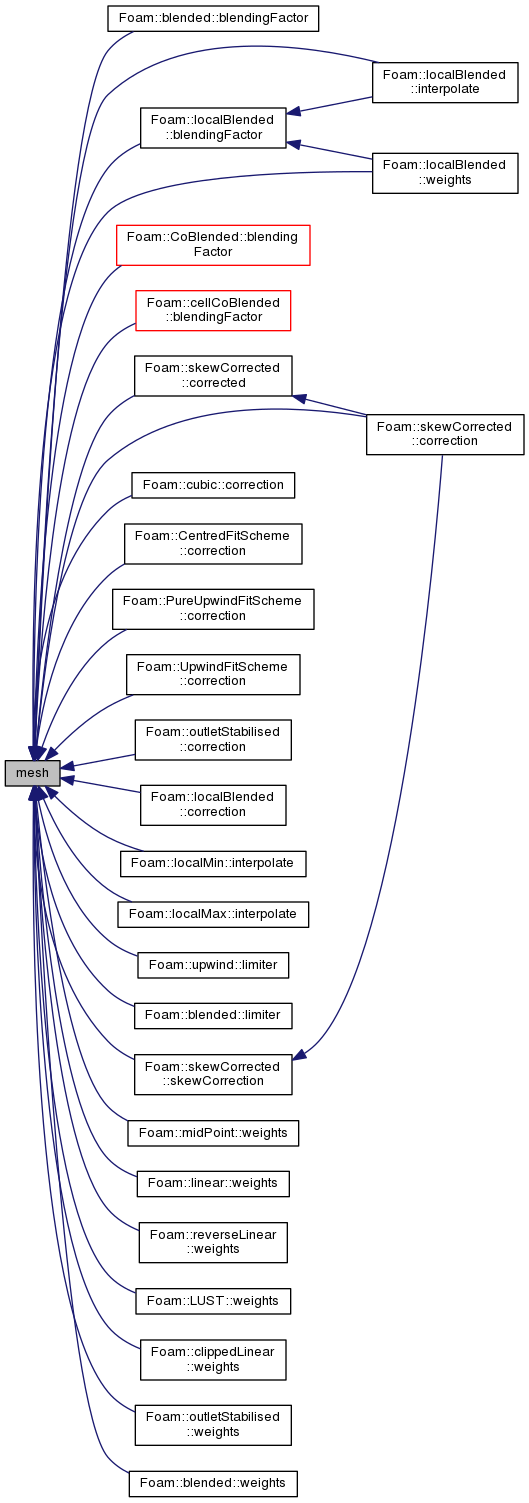 Foam::blended::blendingFactor
Foam::localBlended
::interpolate
Foam::localBlended
::blendingFactor
Foam::localBlended
::weights
Foam::CoBlended::blending
Factor
Foam::cellCoBlended
::blendingFactor
Foam::skewCorrected
::corrected
Foam::skewCorrected
::correction
Foam::cubic::correction
Foam::CentredFitScheme
::correction
Foam::PureUpwindFitScheme
::correction
Foam::UpwindFitScheme
::correction
Foam::outletStabilised
::correction
mesh
Foam::localBlended
::correction
Foam::localMin::interpolate
Foam::localMax::interpolate
Foam::upwind::limiter
Foam::blended::limiter
Foam::skewCorrected
::skewCorrection
Foam::midPoint::weights
Foam::linear::weights
Foam::reverseLinear
::weights
Foam::LUST::weights
Foam::clippedLinear
::weights
Foam::outletStabilised
::weights
Foam::blended::weights